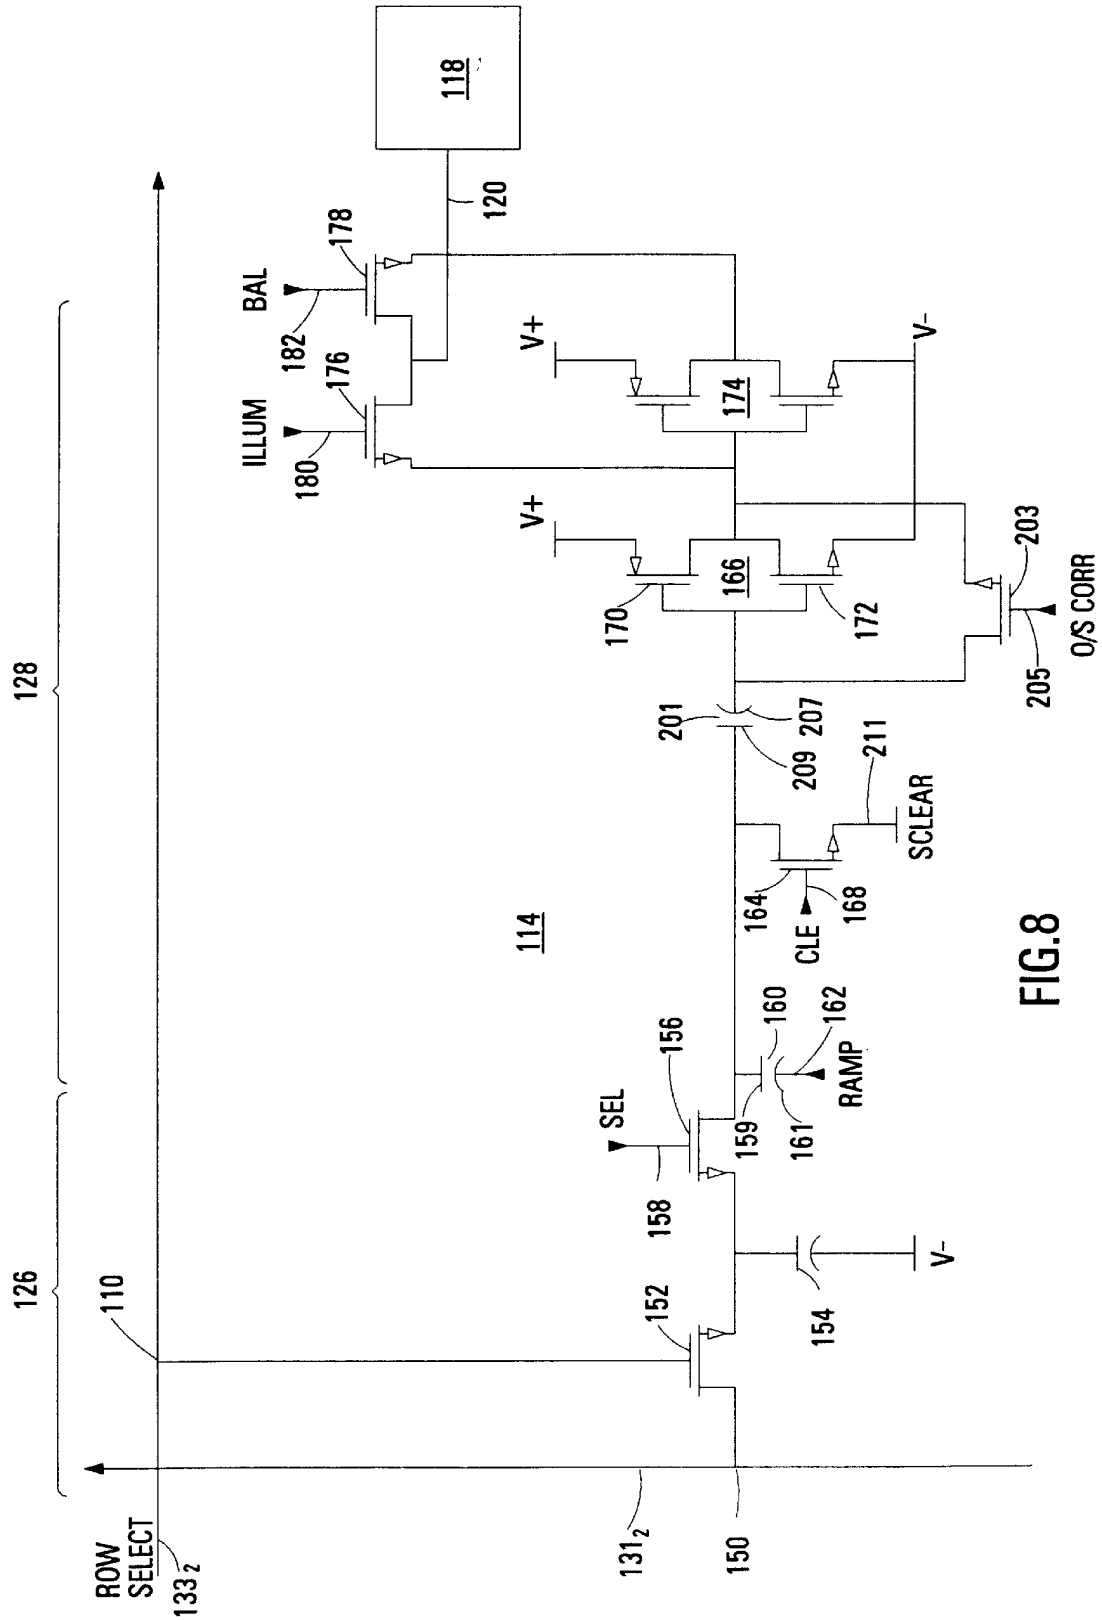 126
128
ROW
SELECT
133₂
110
131₂
150
152
154
V-
SEL
158
156
159
160
161
162
RAMP
114
CLE
164
168
SCLEAR
211
201
209
207
170
166
172
V+
O/S CORR
205
203
ILLUM
180
176
BAL
182
178
V+
174
V-
120
118
FIG.8